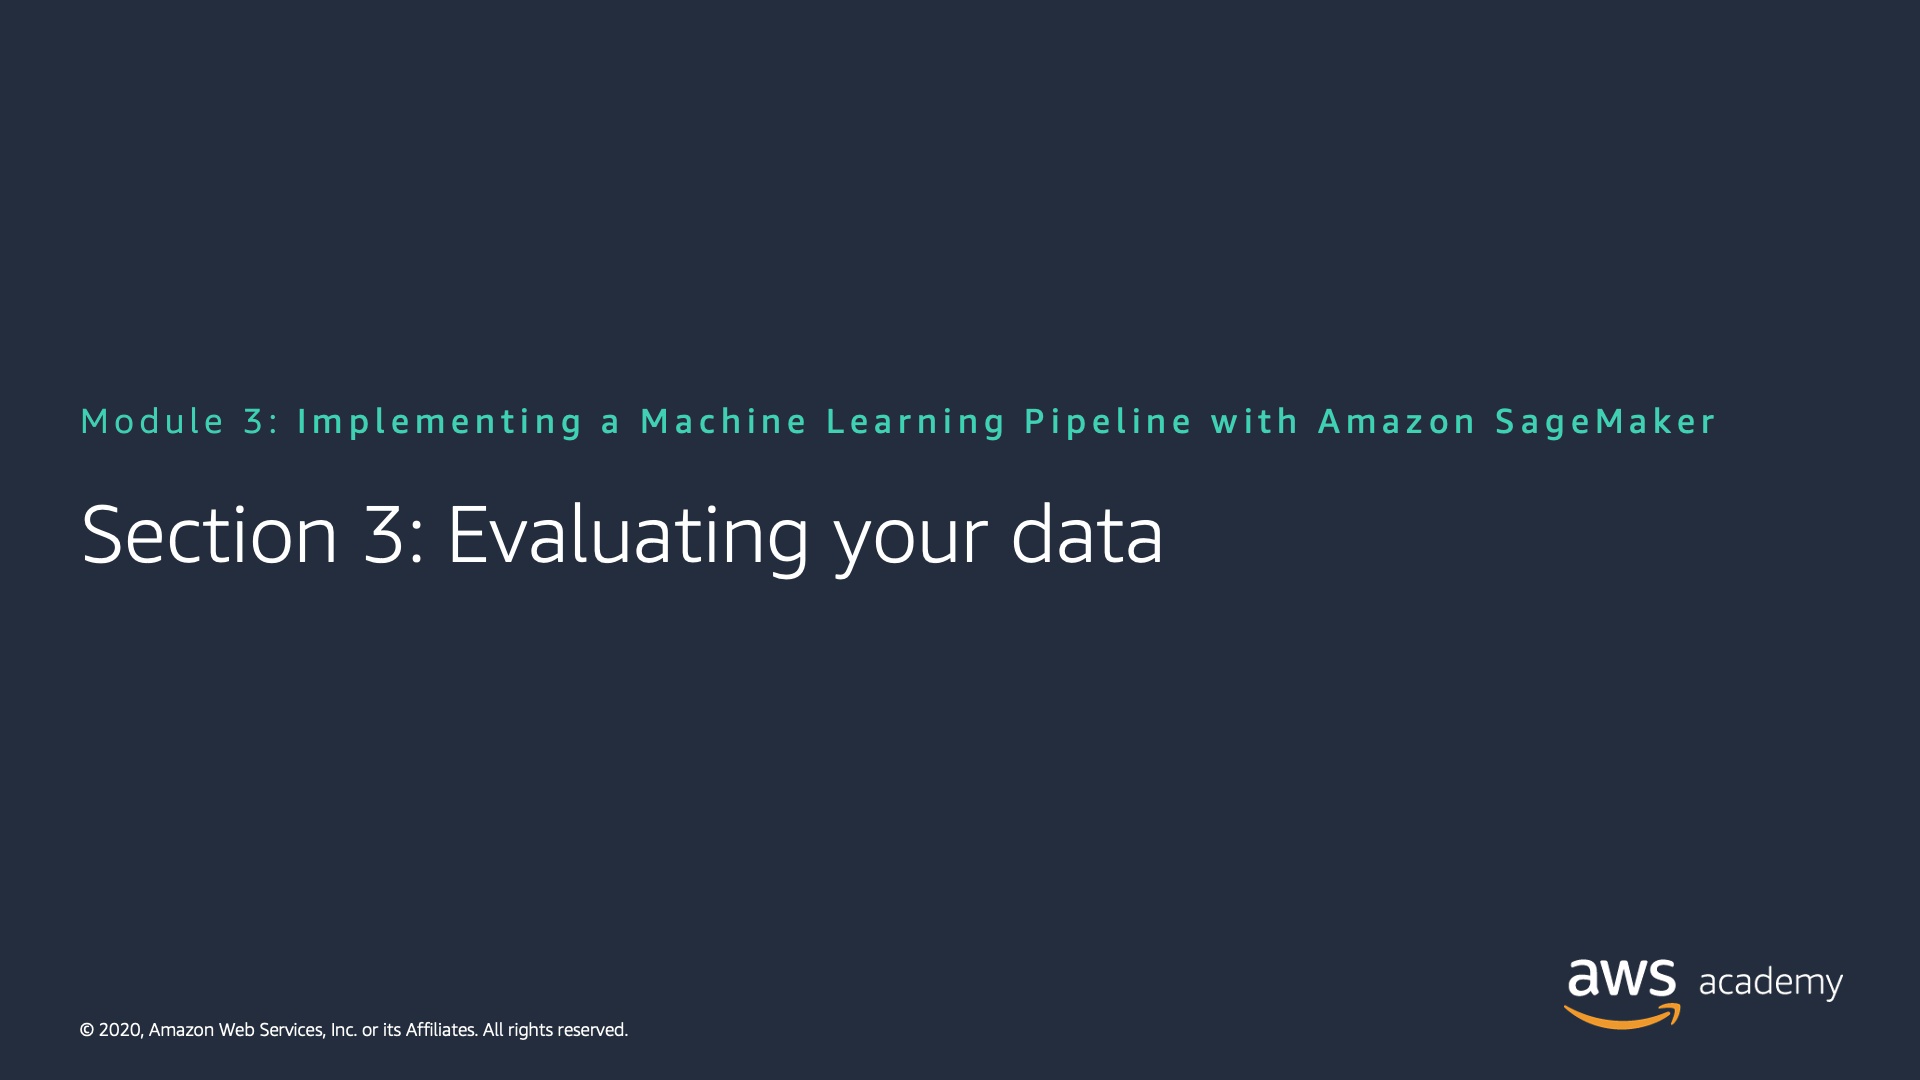 Module 3: Implementing a Machine Learning Pipeline with Amazon SageMaker
Section 3: Evaluating your data
aws academy
© 2020, Amazon Web Services, Inc. or its Affiliates. All rights reserved.